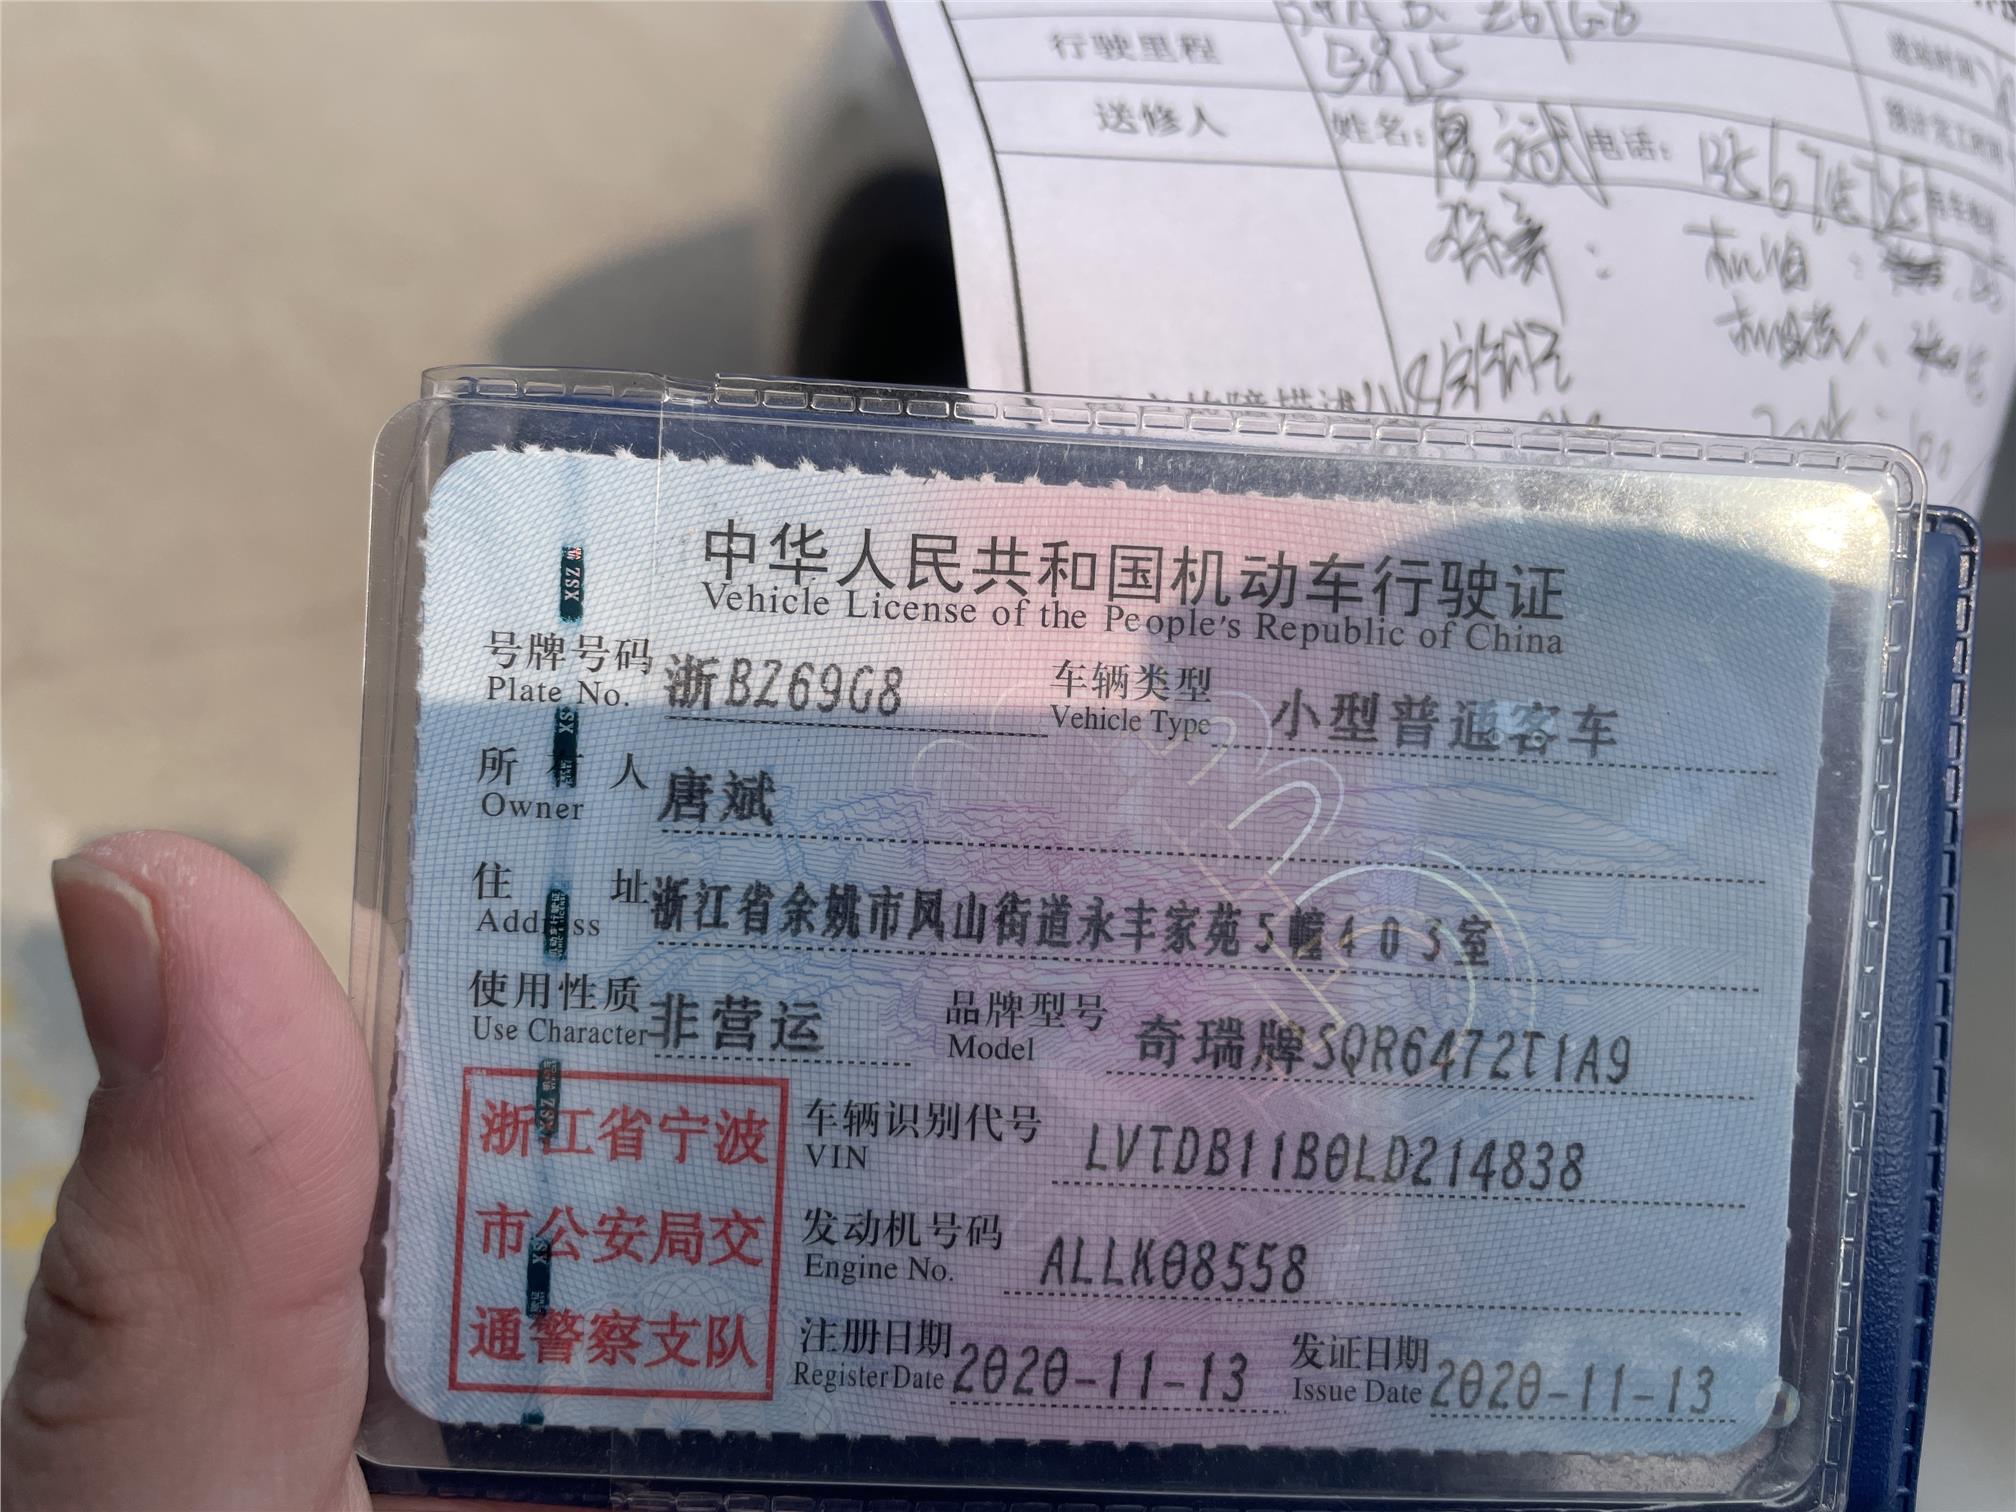 行驶里程
送修人 姓名: 唐斌 电话:
中华人民共和国机动车行驶证
Vehicle License of the People's Republic of China
号牌号码 浙BZ69G8 车辆类型 小型普通客车
Plate No. Vehicle Type
所有人 唐斌
Owner
住址 浙江省余姚市凤山街道永丰家苑5幢403室
Address
使用性质 非营运 品牌型号 奇瑞牌SQR6472T1A9
Use Character Model
浙江省宁波
市公安局交
通警察支队
车辆识别代号 LVTDB11B0LD214838
VIN
发动机号码 ALLK08558
Engine No.
注册日期 2020-11-13 发证日期 2020-11-13
Register Date Issue Date